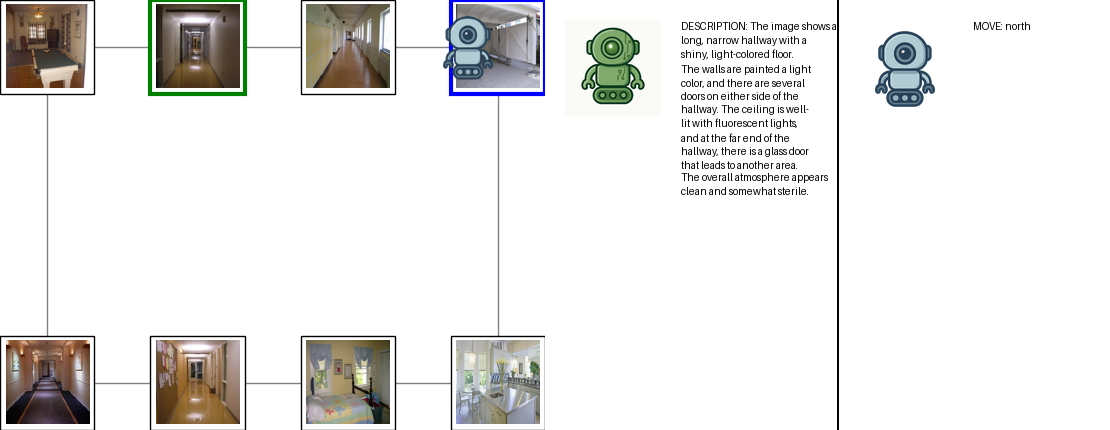 DESCRIPTION: The image shows a
long, narrow hallway with a
shiny, light-colored floor.
The walls are painted a light
color, and there are several
doors on either side of the
hallway. The ceiling is well-
lit with fluorescent lights,
and at the far end of the
hallway, there is a glass door
that leads to another area.
The overall atmosphere appears
clean and somewhat sterile.
MOVE: north